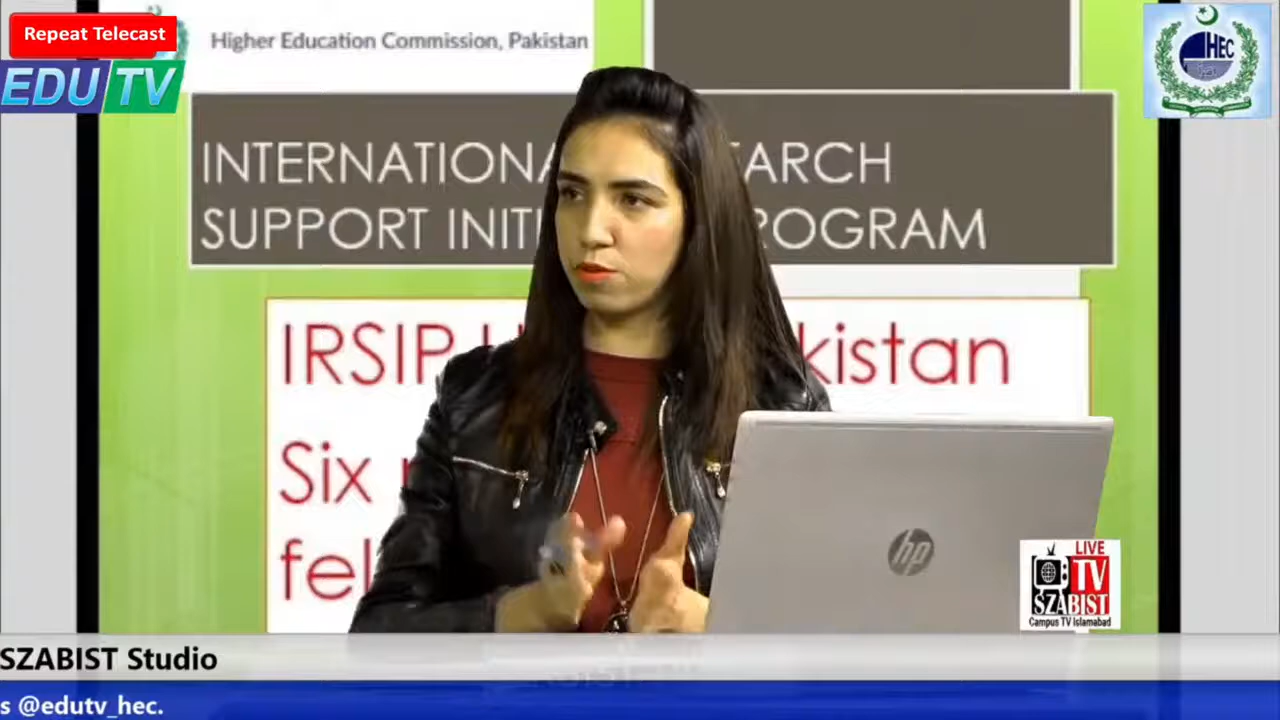 Repeat Telecast
EDU TV
Higher Education Commission, Pakistan
HEC
INTERNATIONA ARCH
SUPPORT INITI ROGRAM
IRSIP kistan
Six
fel
hp
LIVE
TV
SZABIST
Campus TV Islamabad
SZABIST Studio
s @edutv_hec.